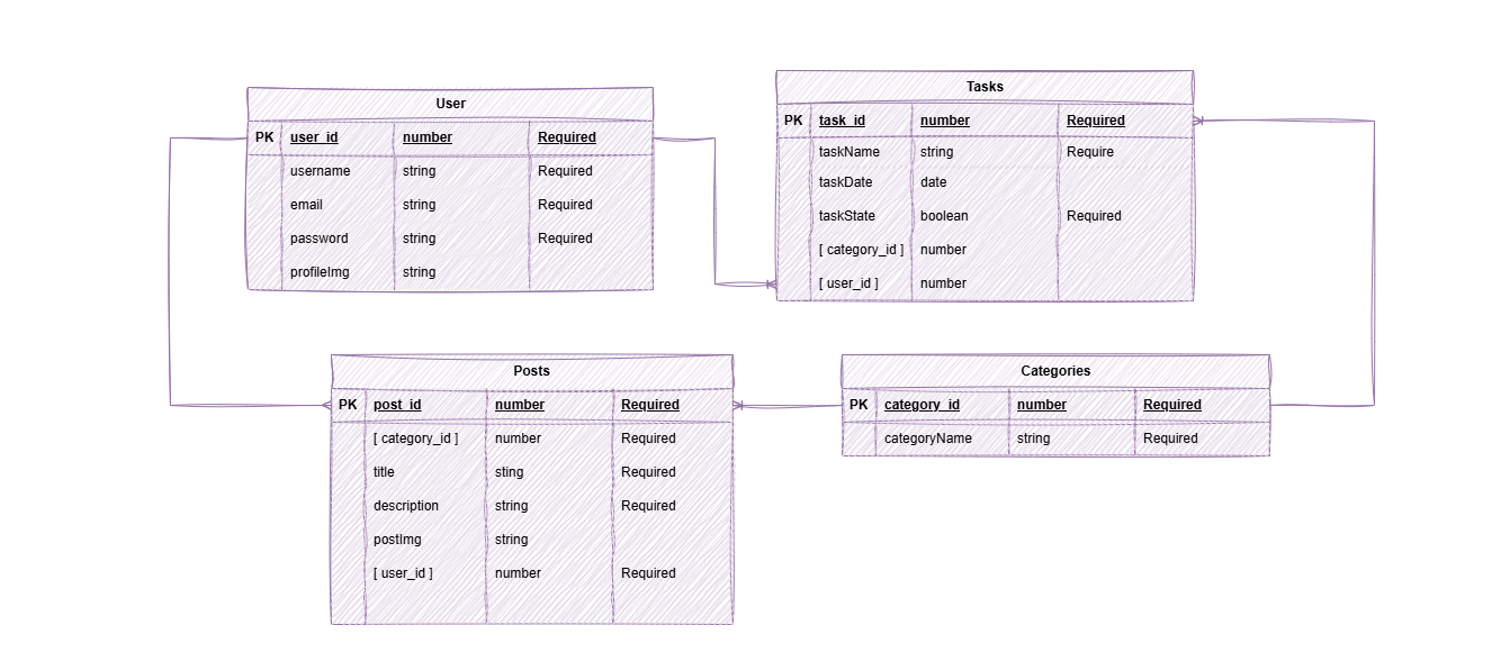 User
PK user_id number Required
username string Required
email string Required
password string Required
profileImg string
Tasks
PK task_id number Required
taskName string Require
taskDate date
taskState boolean Required
[ category_id ] number
[ user_id ] number
Posts
PK post_id number Required
[ category_id ] number Required
title sting Required
description string Required
postImg string
[ user_id ] number Required
Categories
PK category_id number Required
categoryName string Required